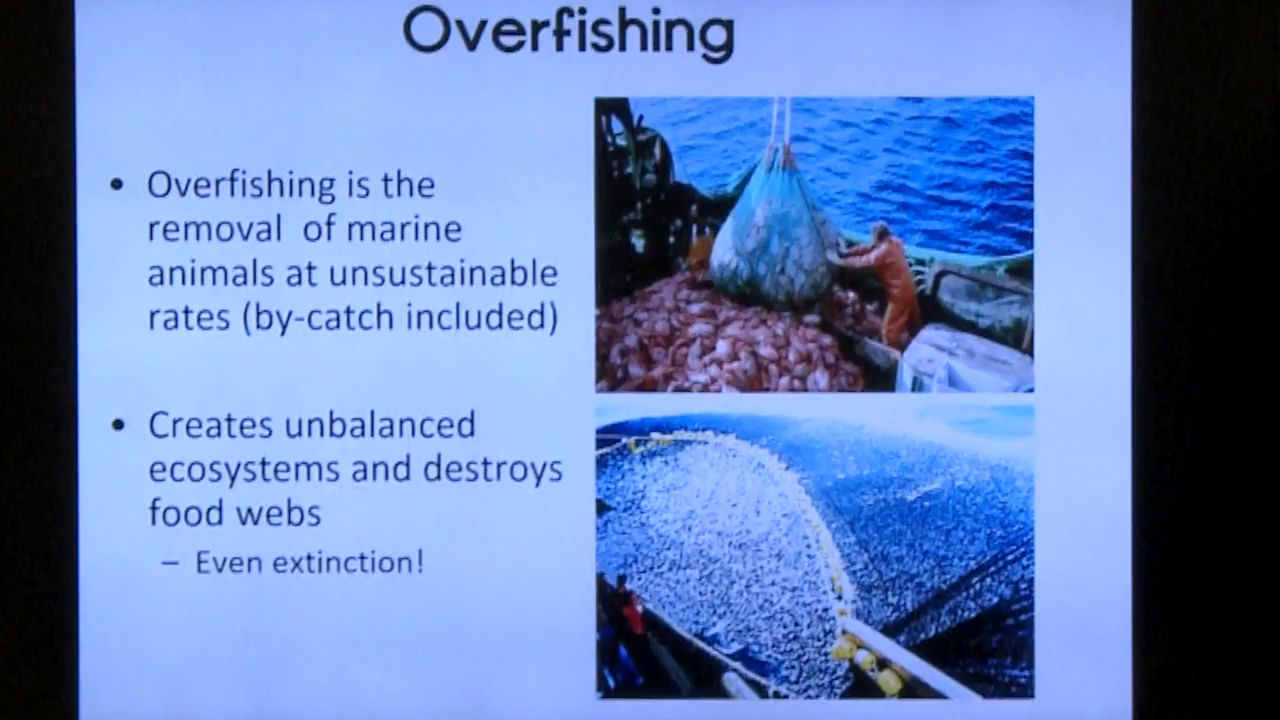 Overfishing
• Overfishing is the
removal of marine
animals at unsustainable
rates (by-catch included)
• Creates unbalanced
ecosystems and destroys
food webs
– Even extinction!